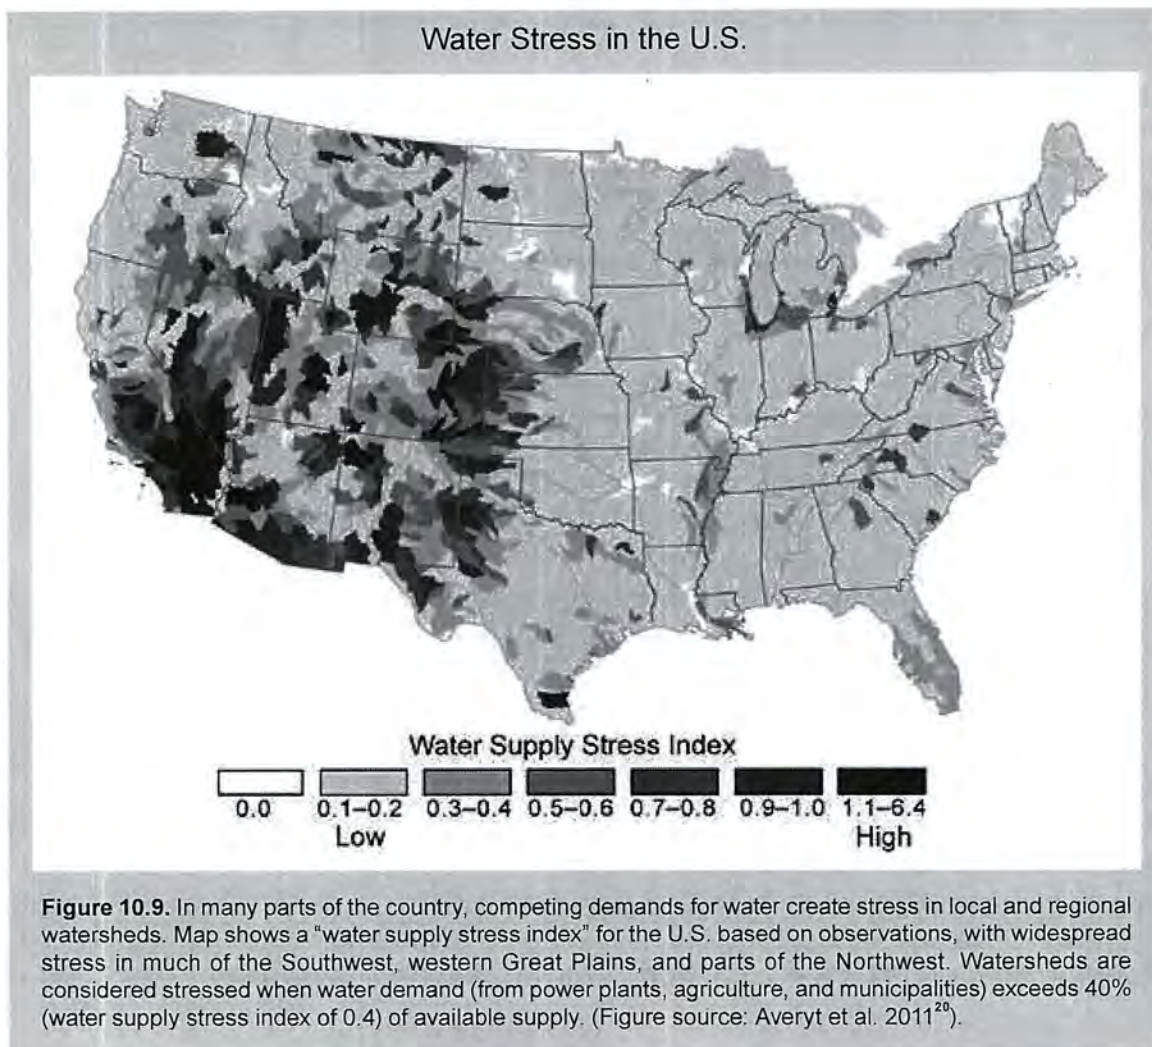 Water Stress in the U.S.
Water Supply Stress Index
0.0 0.1–0.2 0.3–0.4 0.5–0.6 0.7–0.8 0.9–1.0 1.1–6.4
Low High
Figure 10.9. In many parts of the country, competing demands for water create stress in local and regional
watersheds. Map shows a "water supply stress index" for the U.S. based on observations, with widespread
stress in much of the Southwest, western Great Plains, and parts of the Northwest. Watersheds are
considered stressed when water demand (from power plants, agriculture, and municipalities) exceeds 40%
(water supply stress index of 0.4) of available supply. (Figure source: Averyt et al. 2011²⁰).